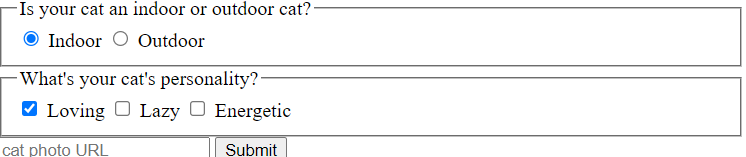 Is your cat an indoor or outdoor cat?
Indoor Outdoor
What's your cat's personality?
Loving Lazy Energetic
cat photo URL Submit